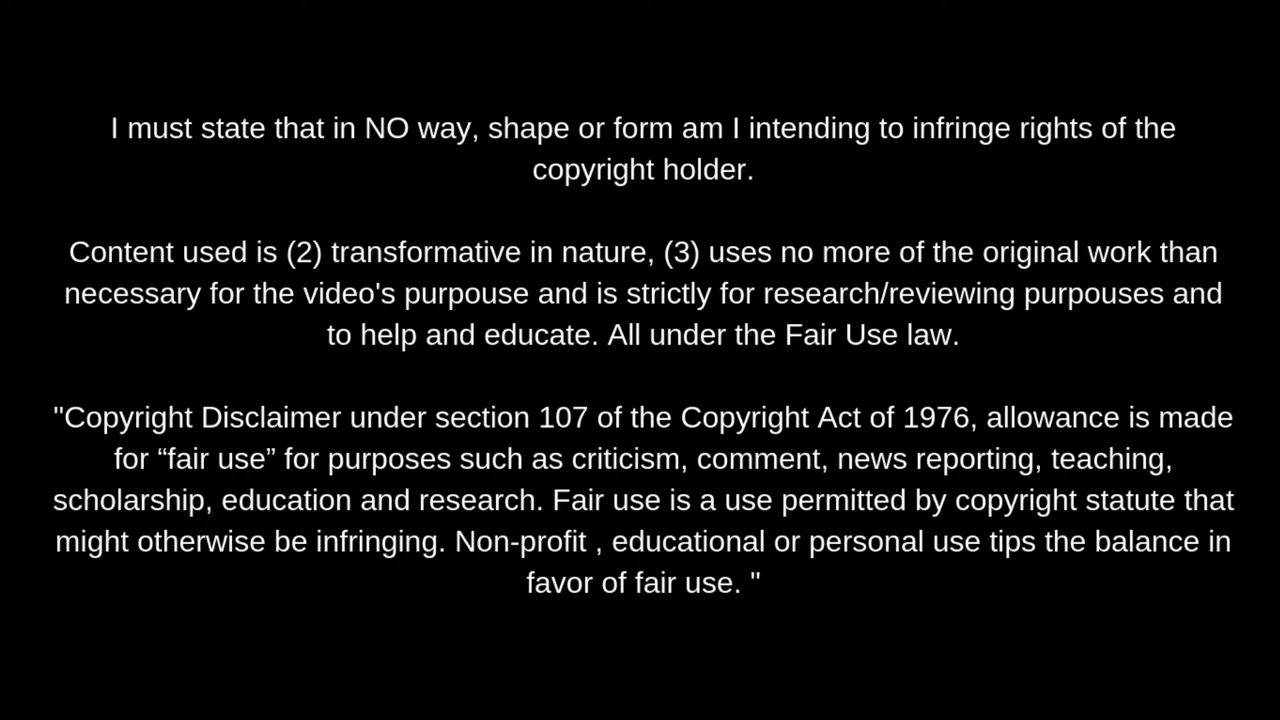 I must state that in NO way, shape or form am I intending to infringe rights of the
copyright holder.
Content used is (2) transformative in nature, (3) uses no more of the original work than
necessary for the video's purpouse and is strictly for research/reviewing purpouses and
to help and educate. All under the Fair Use law.
"Copyright Disclaimer under section 107 of the Copyright Act of 1976, allowance is made
for “fair use” for purposes such as criticism, comment, news reporting, teaching,
scholarship, education and research. Fair use is a use permitted by copyright statute that
might otherwise be infringing. Non-profit , educational or personal use tips the balance in
favor of fair use. "